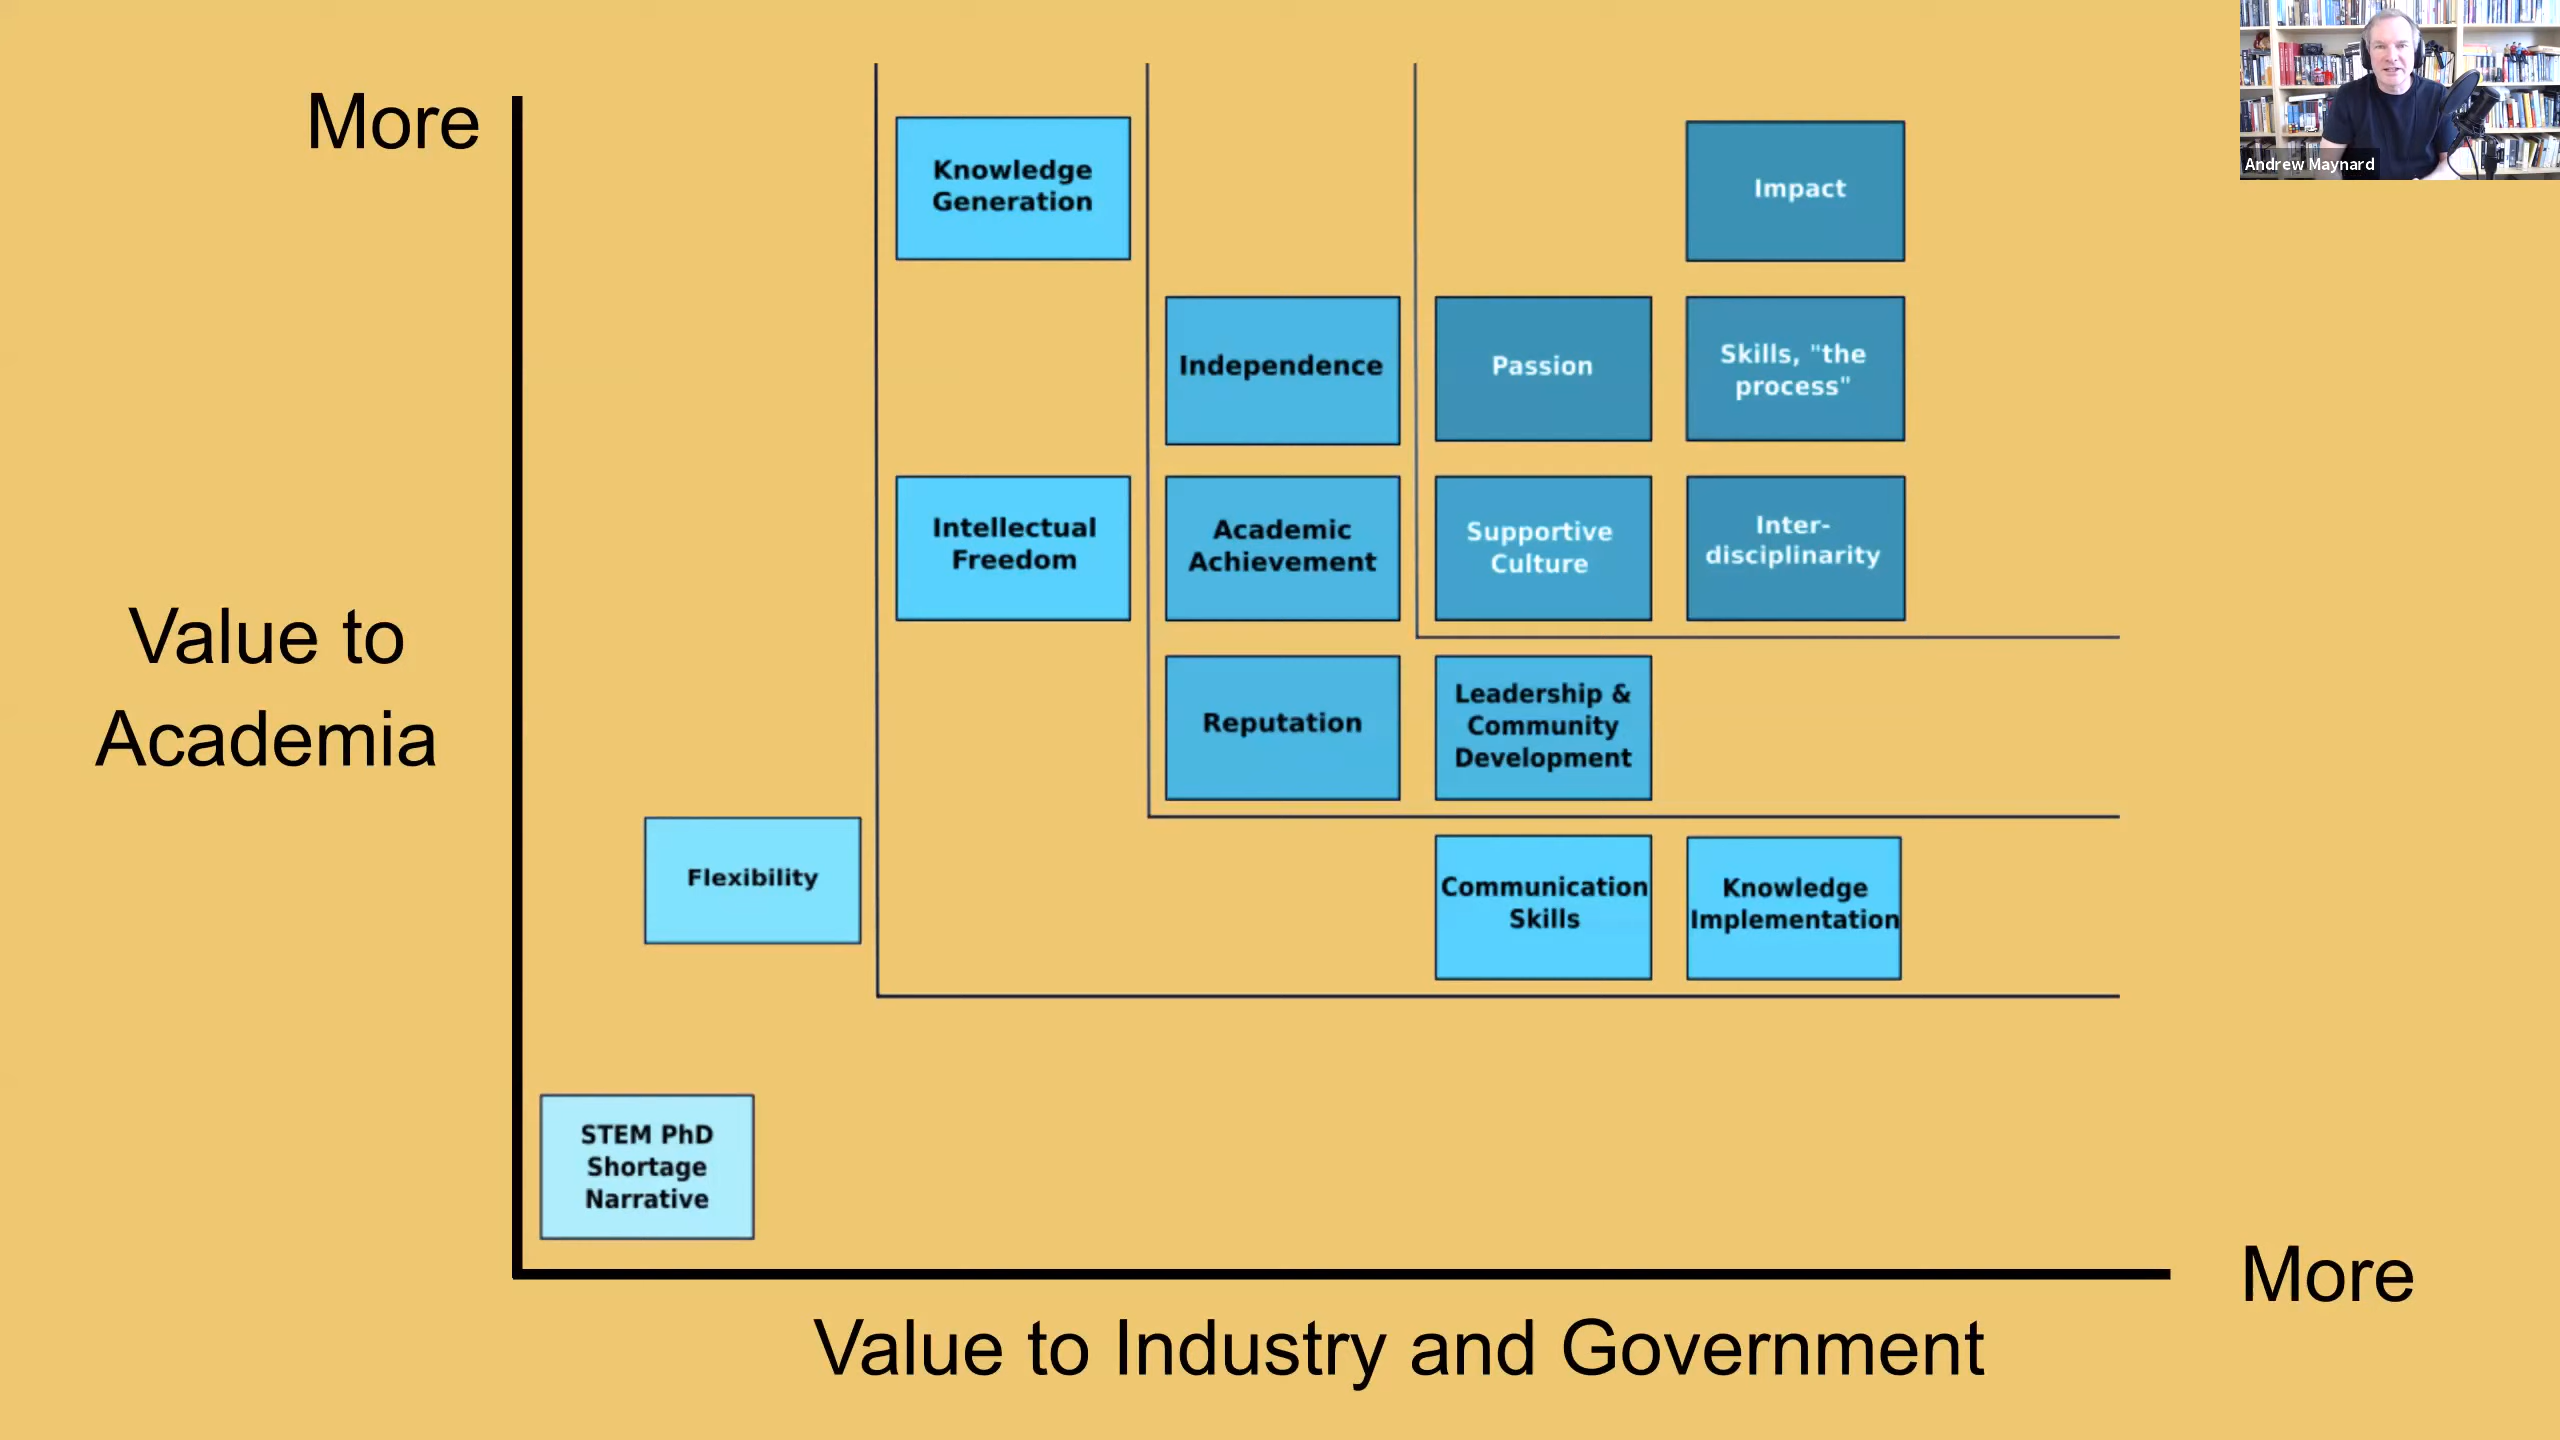 More
Andrew Maynard
Knowledge
Generation
Impact
Independence
Passion
Skills, "the
process"
Intellectual
Freedom
Academic
Achievement
Supportive
Culture
Inter-
disciplinarity
Value to
Academia
Reputation
Leadership &
Community
Development
Flexibility
Communication
Skills
Knowledge
Implementation
STEM PhD
Shortage
Narrative
More
Value to Industry and Government